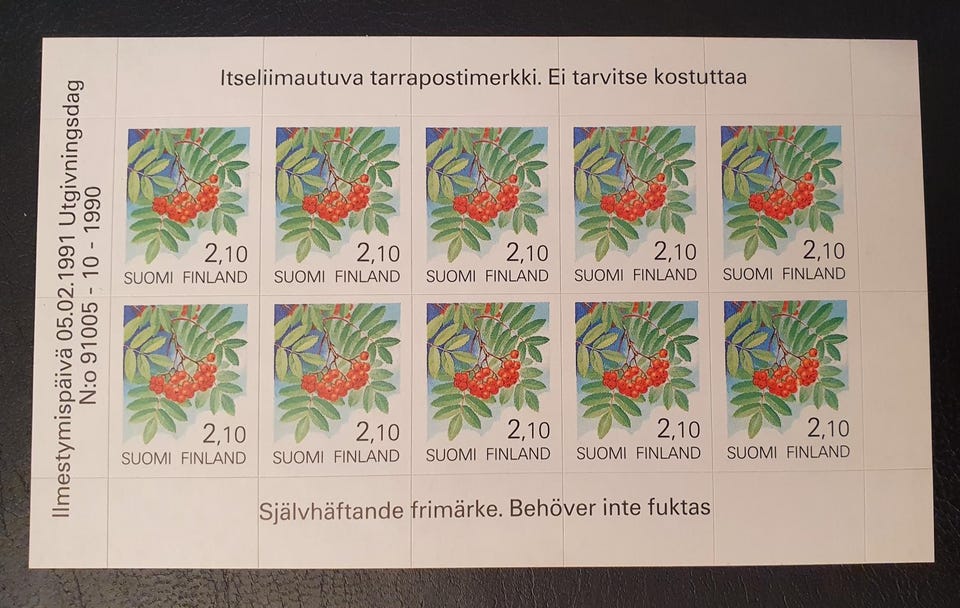 Itseliimautuva tarrapostimerkki. Ei tarvitse kostuttaa
Ilmestymispäivä 05.02.1991 Utgivningsdag
N:o 91005 - 10 - 1990
2,10
SUOMI FINLAND
2,10
SUOMI FINLAND
2,10
SUOMI FINLAND
2,10
SUOMI FINLAND
2,10
SUOMI FINLAND
2,10
SUOMI FINLAND
2,10
SUOMI FINLAND
2,10
SUOMI FINLAND
2,10
SUOMI FINLAND
2,10
SUOMI FINLAND
Självhäftande frimärke. Behöver inte fuktas